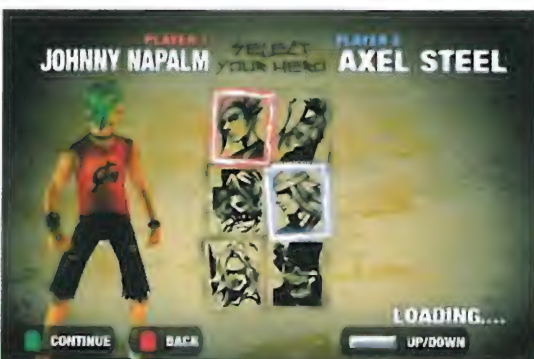 PLAYER 1
JOHNNY NAPALM
SELECT
YOUR HERO
PLAYER 2
AXEL STEEL
LOADING....
CONTINUE
BACK
UP/DOWN